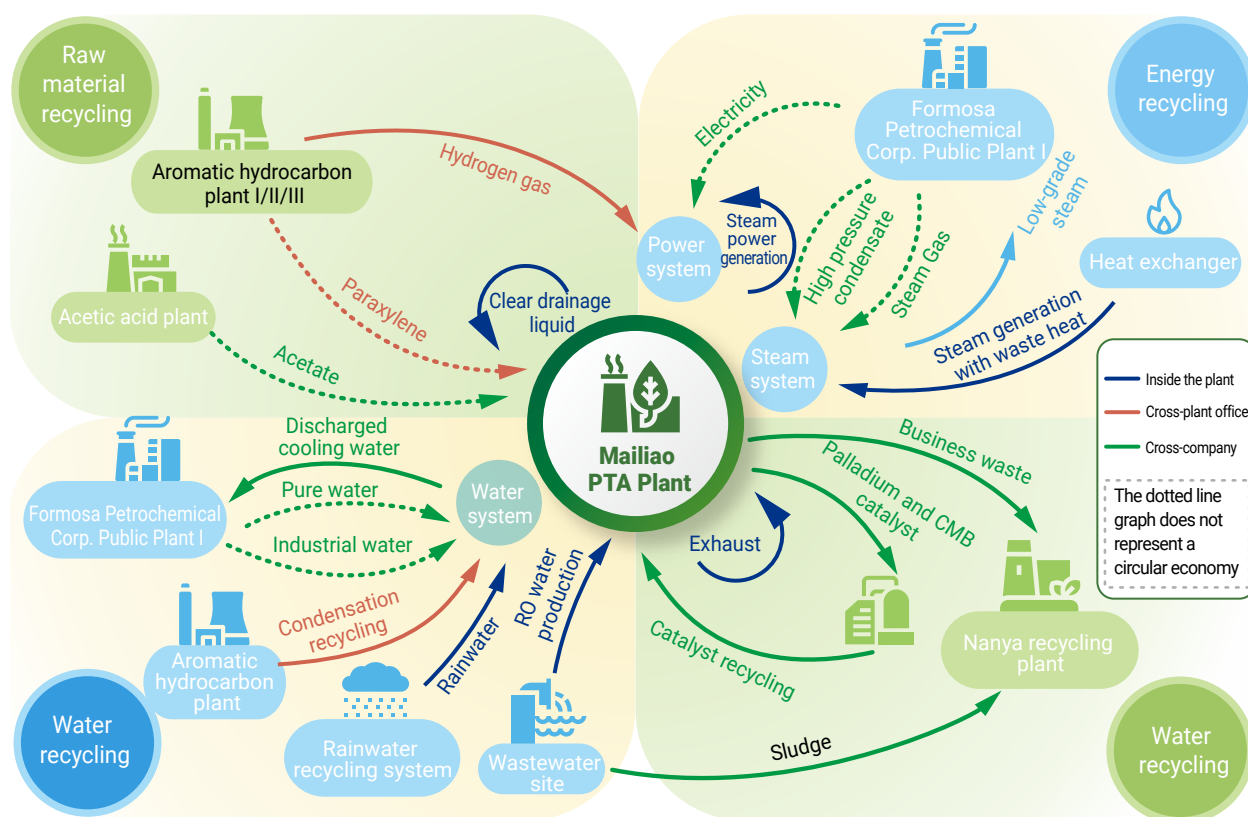 Raw
material
recycling
Aromatic hydrocarbon
plant I/II/III
Hydrogen gas
Acetic acid plant
Paraxylene
Acetate
Clear drainage
liquid
Energy
recycling
Formosa
Petrochemical
Corp. Public Plant I
Electricity
Power
system
Steam
power
generation
High pressure
condensate
Steam Gas
Low-grade
steam
Heat exchanger
Steam
system
Steam generation
with waste heat
Mailiao
PTA Plant
Inside the plant
Cross-plant office
Cross-company
The dotted line
graph does not
represent a
circular economy
Discharged
cooling water
Pure water
Industrial water
Formosa Petrochemical
Corp. Public Plant I
Water
system
Aromatic
hydrocarbon
plant
Condensation
recycling
Rainwater
RO water
production
Rainwater
recycling system
Wastewater
site
Water
recycling
Business waste
Palladium and CMB
catalyst
Exhaust
Catalyst recycling
Nanya recycling
plant
Sludge
Water
recycling